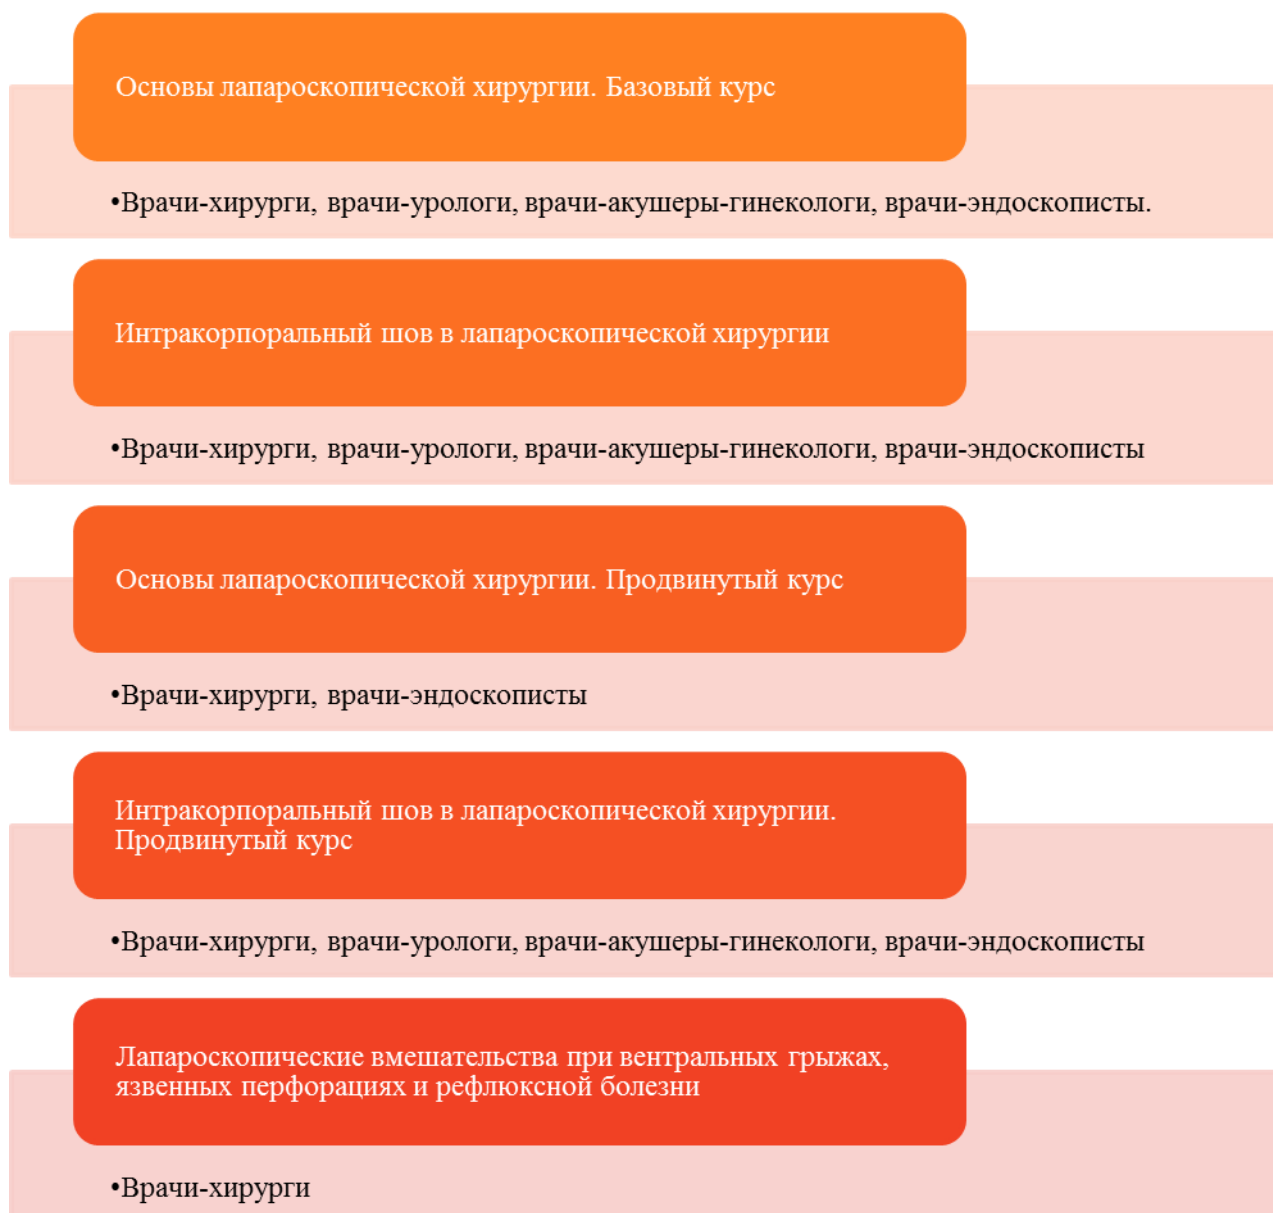 Основы лапароскопической хирургии. Базовый курс
•Врачи-хирурги, врачи-урологи, врачи-акушеры-гинекологи, врачи-эндоскописты.
Интракорпоральный шов в лапароскопической хирургии
•Врачи-хирурги, врачи-урологи, врачи-акушеры-гинекологи, врачи-эндоскописты
Основы лапароскопической хирургии. Продвинутый курс
•Врачи-хирурги, врачи-эндоскописты
Интракорпоральный шов в лапароскопической хирургии.
Продвинутый курс
•Врачи-хирурги, врачи-урологи, врачи-акушеры-гинекологи, врачи-эндоскописты
Лапароскопические вмешательства при вентральных грыжах,
язвенных перфорациях и рефлюксной болезни
•Врачи-хирурги